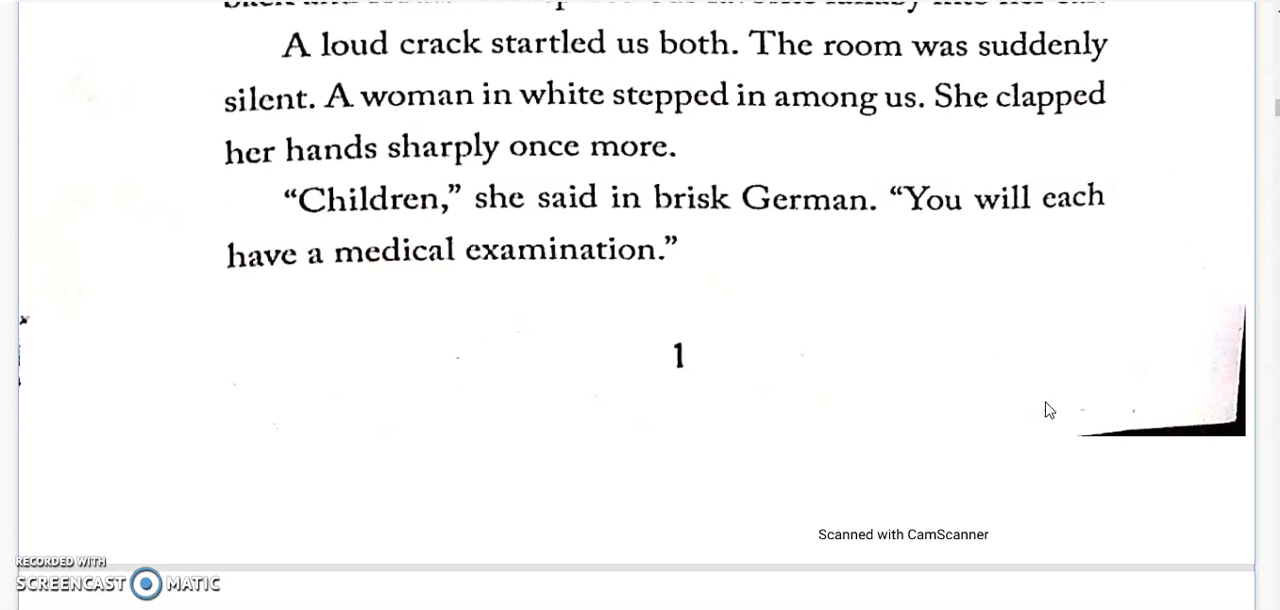 A loud crack startled us both. The room was suddenly
silent. A woman in white stepped in among us. She clapped
her hands sharply once more.
“Children,” she said in brisk German. “You will each
have a medical examination.”
1
Scanned with CamScanner
RECORDED WITH
SCREENCAST MATIC